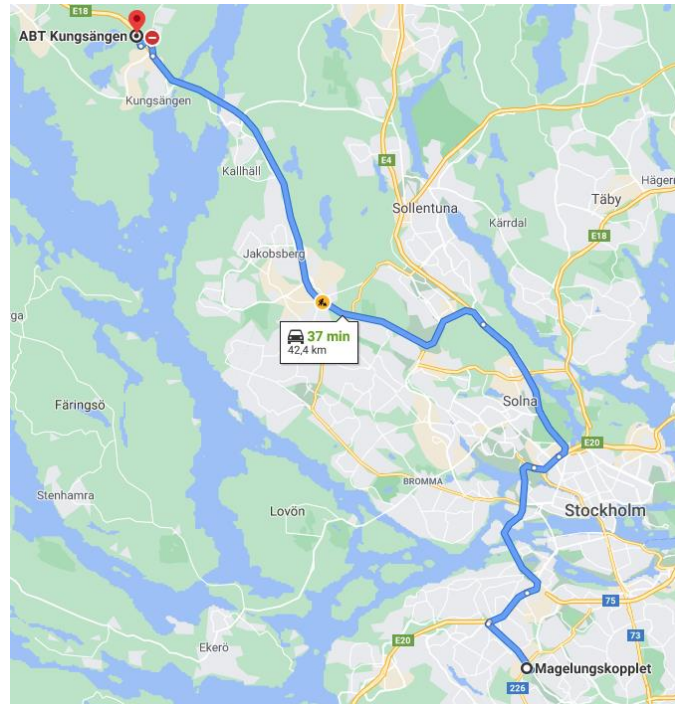 E18
ABT Kungsängen
Kungsängen
Kallhäll
E4
Sollentuna
Hägern
Täby
Kärrdal
E18
Jakobsberg
37 min
42,4 km
ga
Solna
Färingsö
E20
Stenhamra
BROMMA
Lovön
Stockholm
75
73
E20
Ekerö
Magelungskopplet
226